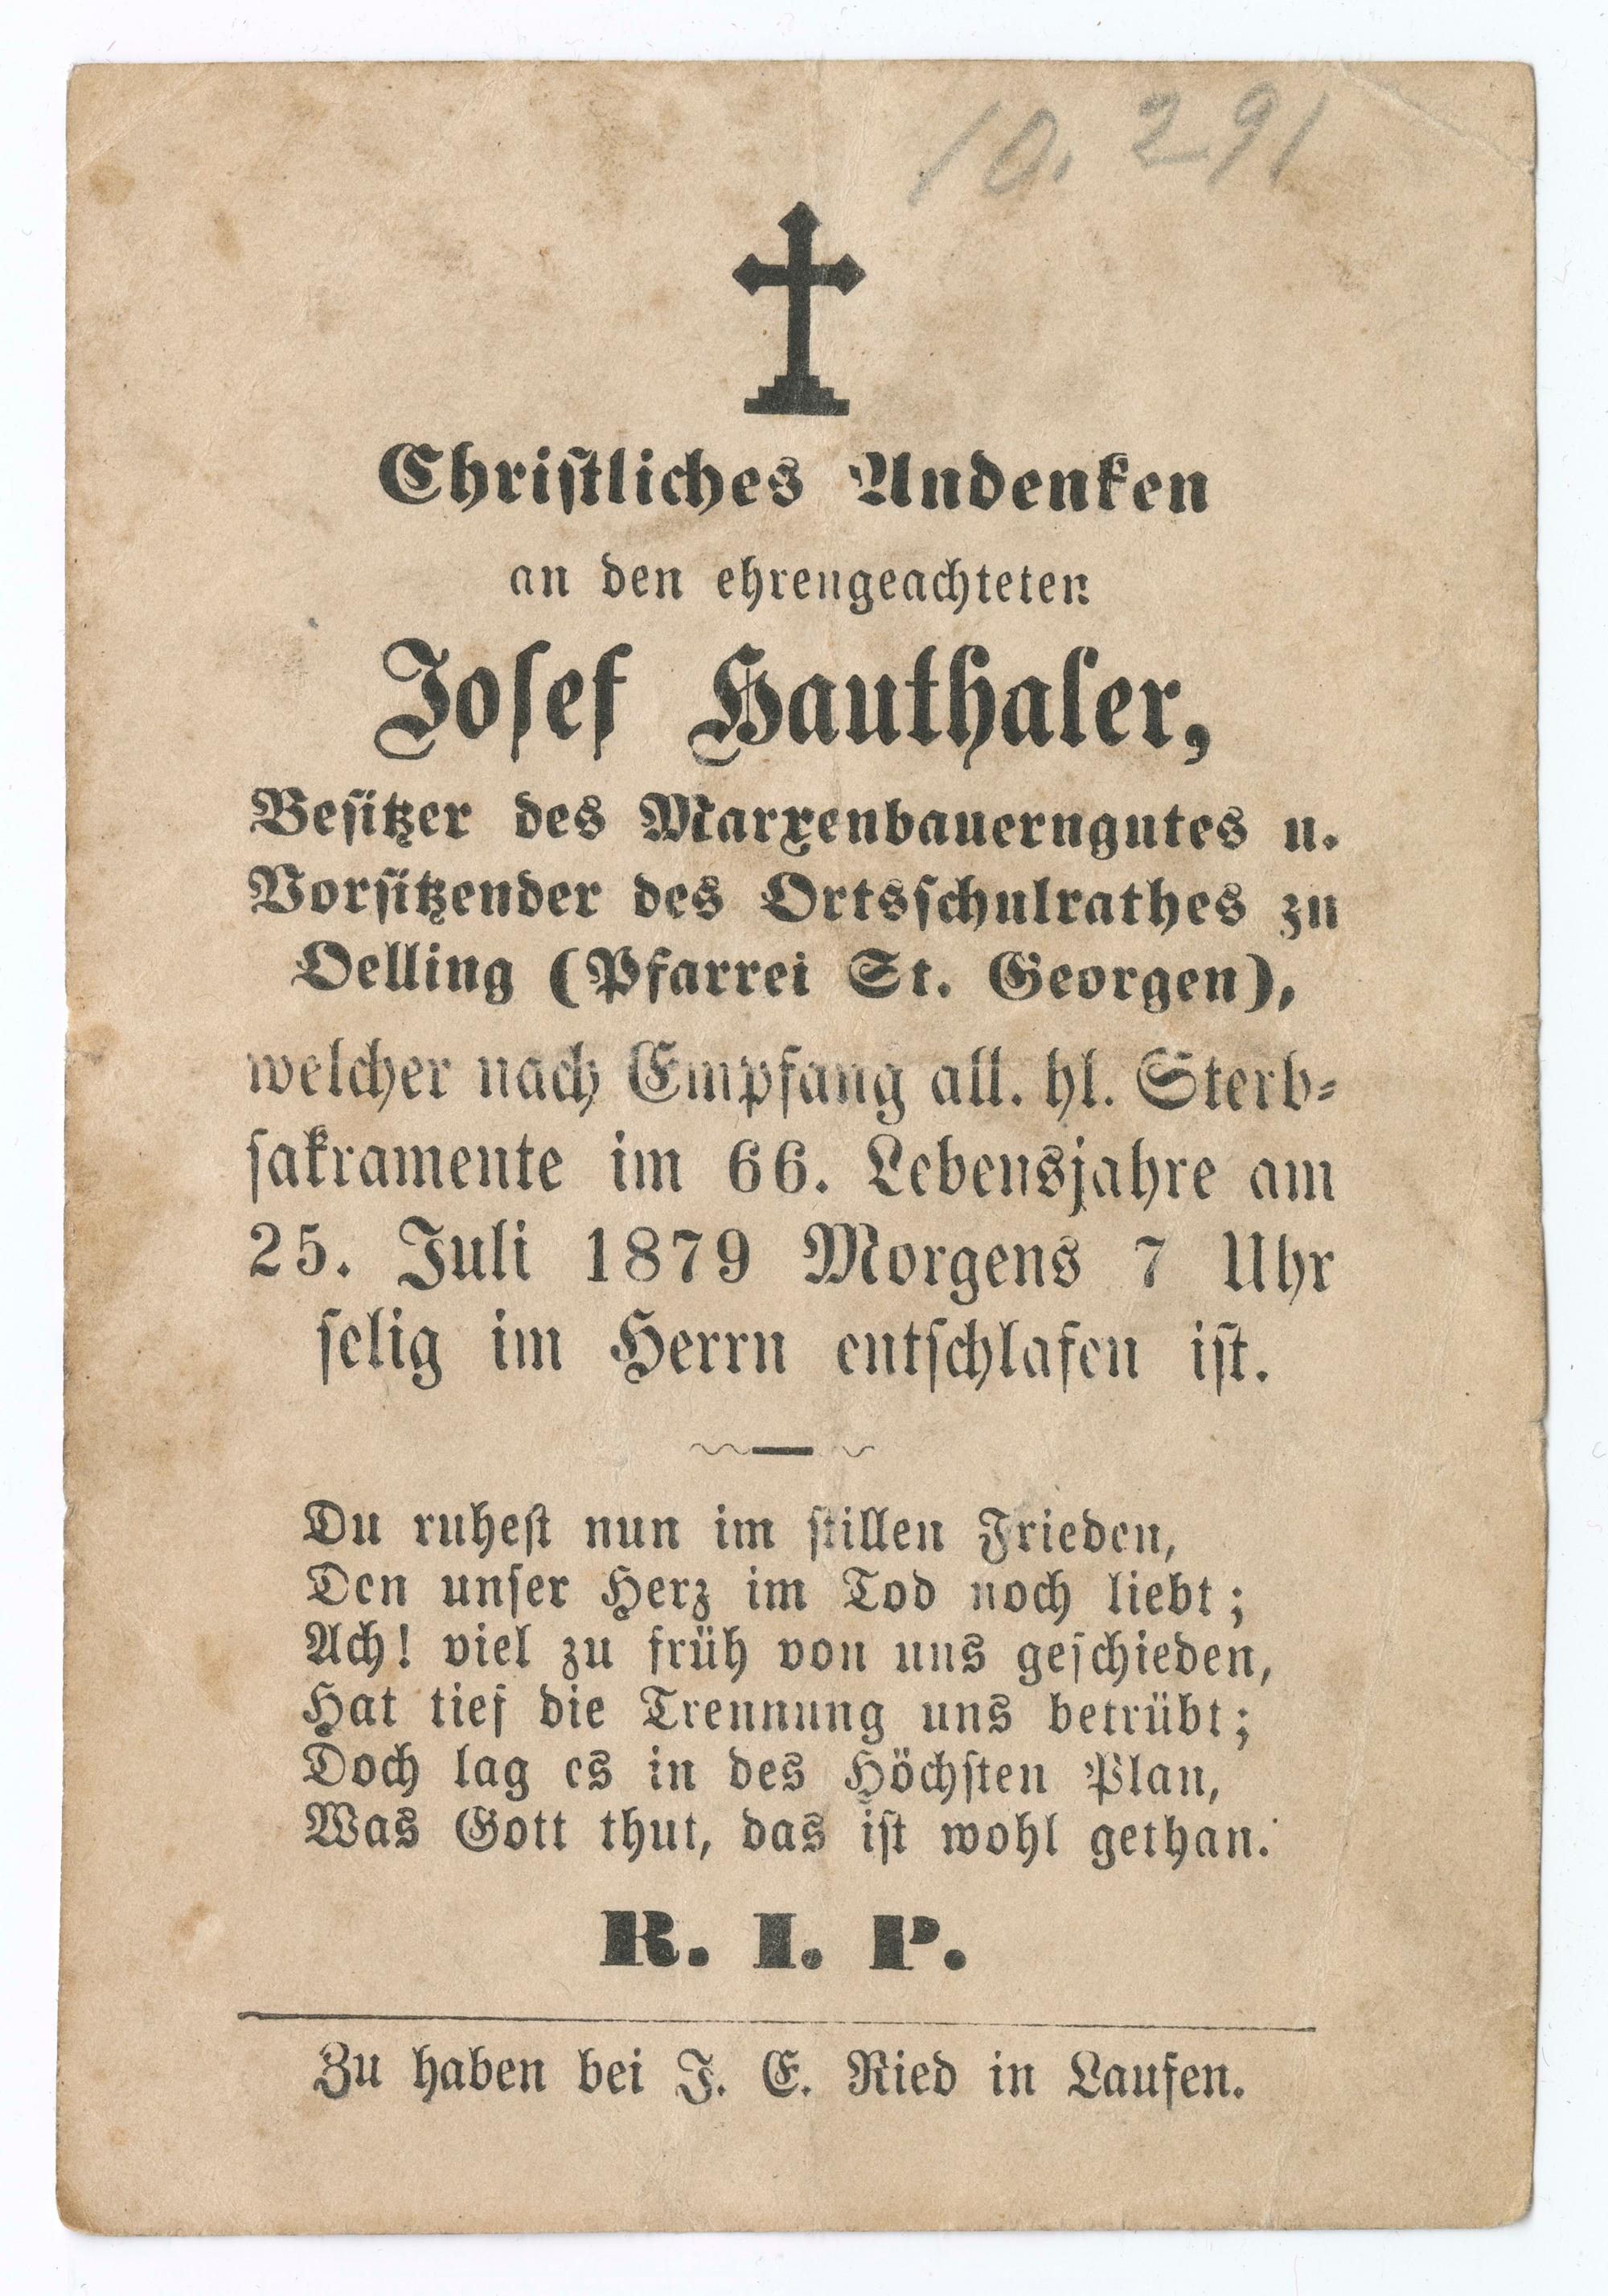 10. 291
Christliches Andenken
an den ehrengeachteten
Josef Hauthaler,
Besitzer des Marxenbauerngutes u.
Vorsitzender des Ortsschulrathes zu
Oelling (Pfarrei St. Georgen),
welcher nach Empfang all. hl. Sterb-
sakramente im 66. Lebensjahre am
25. Juli 1879 Morgens 7 Uhr
selig im Herrn entschlafen ist.
Du ruhest nun im stillen Frieden,
Den unser Herz im Tod noch liebt;
Ach! viel zu früh von uns geschieden,
Hat tief die Trennung uns betrübt;
Doch lag es in des Höchsten Plan,
Was Gott thut, das ist wohl gethan.
R. I. P.
Zu haben bei J. E. Ried in Laufen.